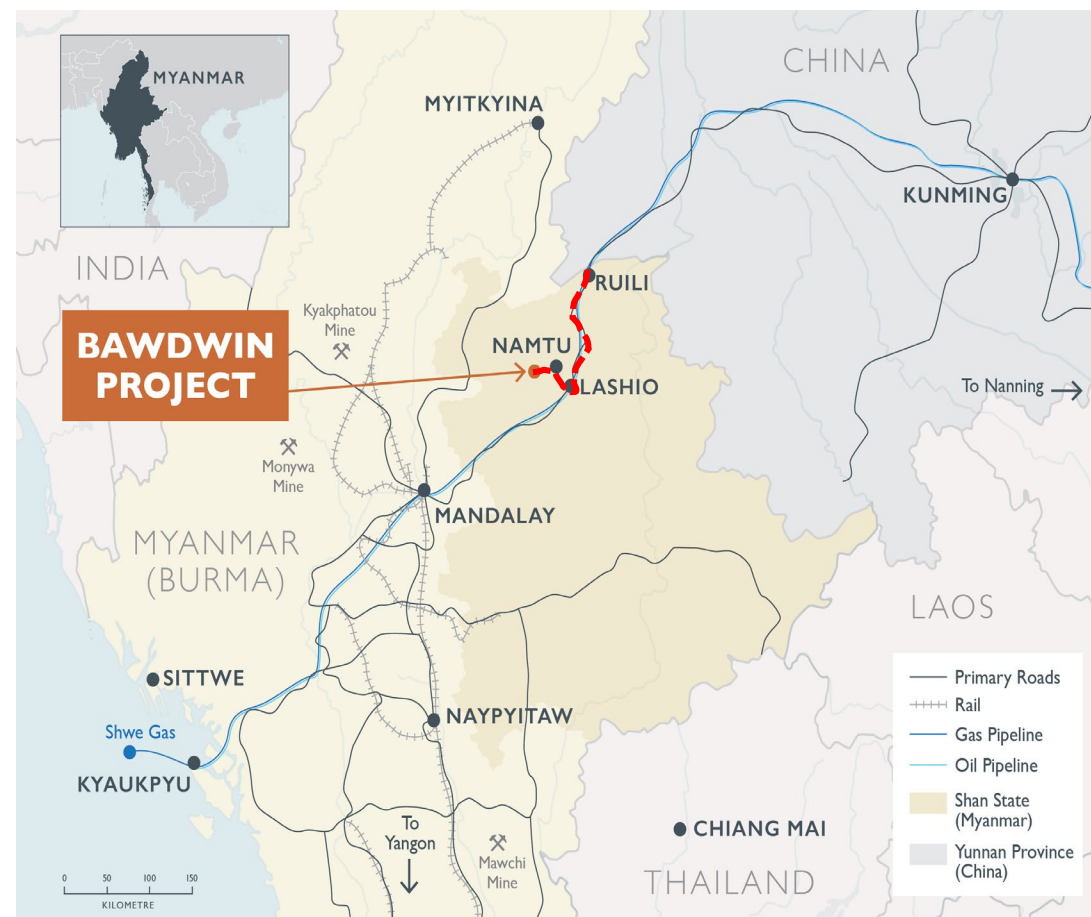 MYANMAR
CHINA
MYITKYINA
KUNMING
INDIA
RUILI
Kyakphatou
Mine
BAWDWIN
PROJECT
NAMTU
LASHIO
To Nanning
Monywa
Mine
MANDALAY
MYANMAR
(BURMA)
LAOS
SITTWE
NAYPYITAW
Shwe Gas
KYAUKPYU
To
Yangon
Mawchi
Mine
CHIANG MAI
THAILAND
Primary Roads
Rail
Gas Pipeline
Oil Pipeline
Shan State
(Myanmar)
Yunnan Province
(China)
0 50 100 150
KILOMETRE